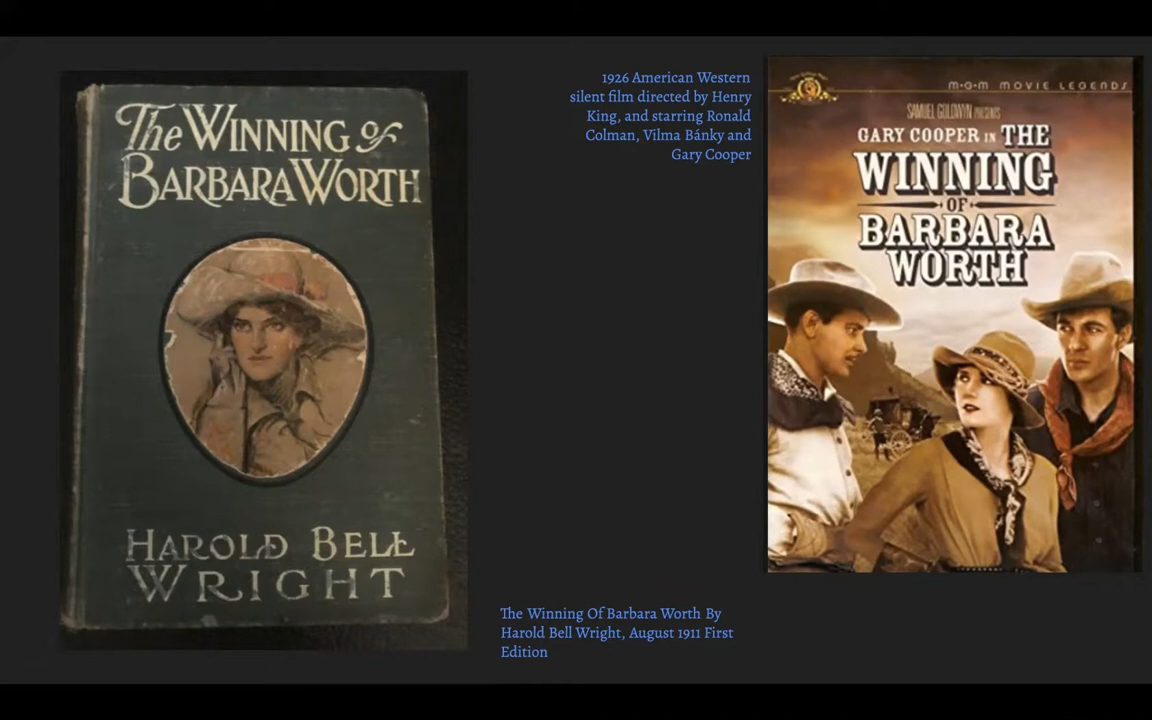 The WINNING of
BARBARA WORTH
HAROLD BELL
WRIGHT
1926 American Western
silent film directed by Henry
King, and starring Ronald
Colman, Vilma Bánky and
Gary Cooper
The Winning Of Barbara Worth By
Harold Bell Wright, August 1911 First
Edition
M-G-M MOVIE LEGENDS
SAMUEL GOLDWYN PRESENTS
GARY COOPER IN THE
WINNING
OF
BARBARA
WORTH